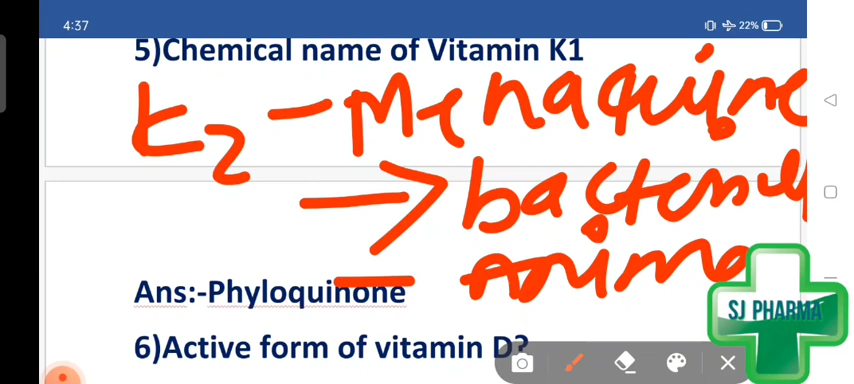 4:37
22%
5)Chemical name of Vitamin K1
K2 - Menaquine
→ bacteria
- anima
Ans:-Phyloquinone
SJ PHARMA
6)Active form of vitamin D?